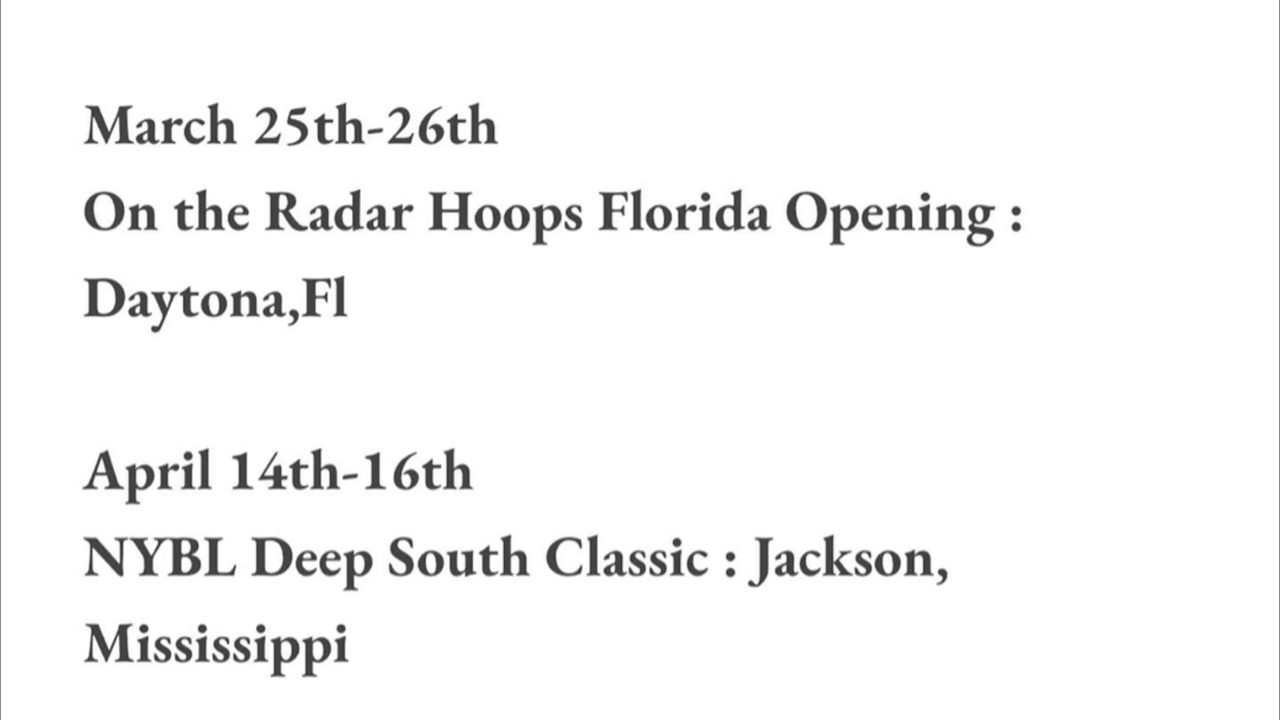 March 25th-26th
On the Radar Hoops Florida Opening :
Daytona,Fl
April 14th-16th
NYBL Deep South Classic : Jackson,
Mississippi